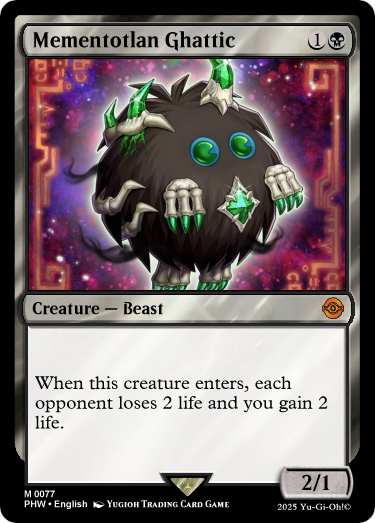 Mementotlan Ghattic 1
Creature — Beast
When this creature enters, each
opponent loses 2 life and you gain 2
life.
2/1
M 0077
PHW • English YUGIOH TRADING CARD GAME
2025 Yu-Gi-Oh!©